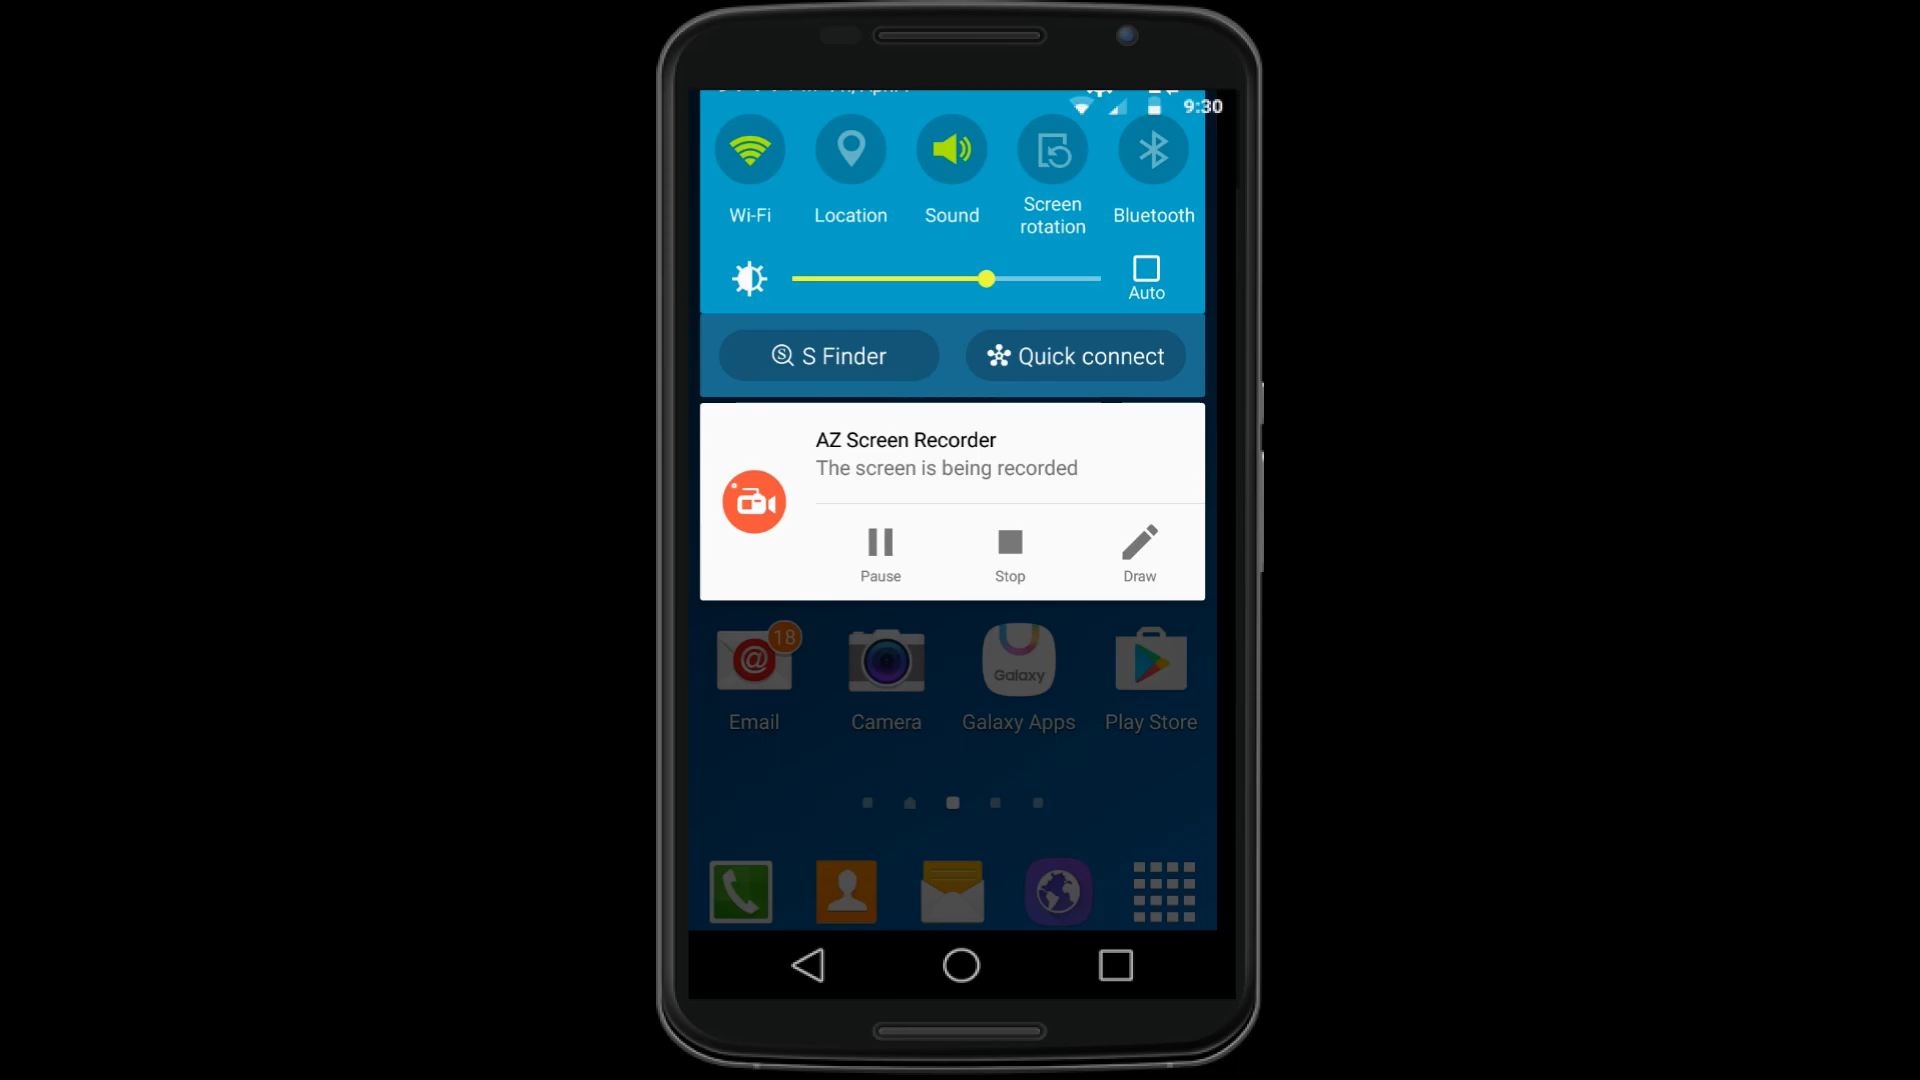 9:30
Wi-Fi
Location
Sound
Screen
rotation
Bluetooth
Auto
S Finder
Quick connect
AZ Screen Recorder
The screen is being recorded
Pause
Stop
Draw
18
@
Galaxy
Email
Camera
Galaxy Apps
Play Store